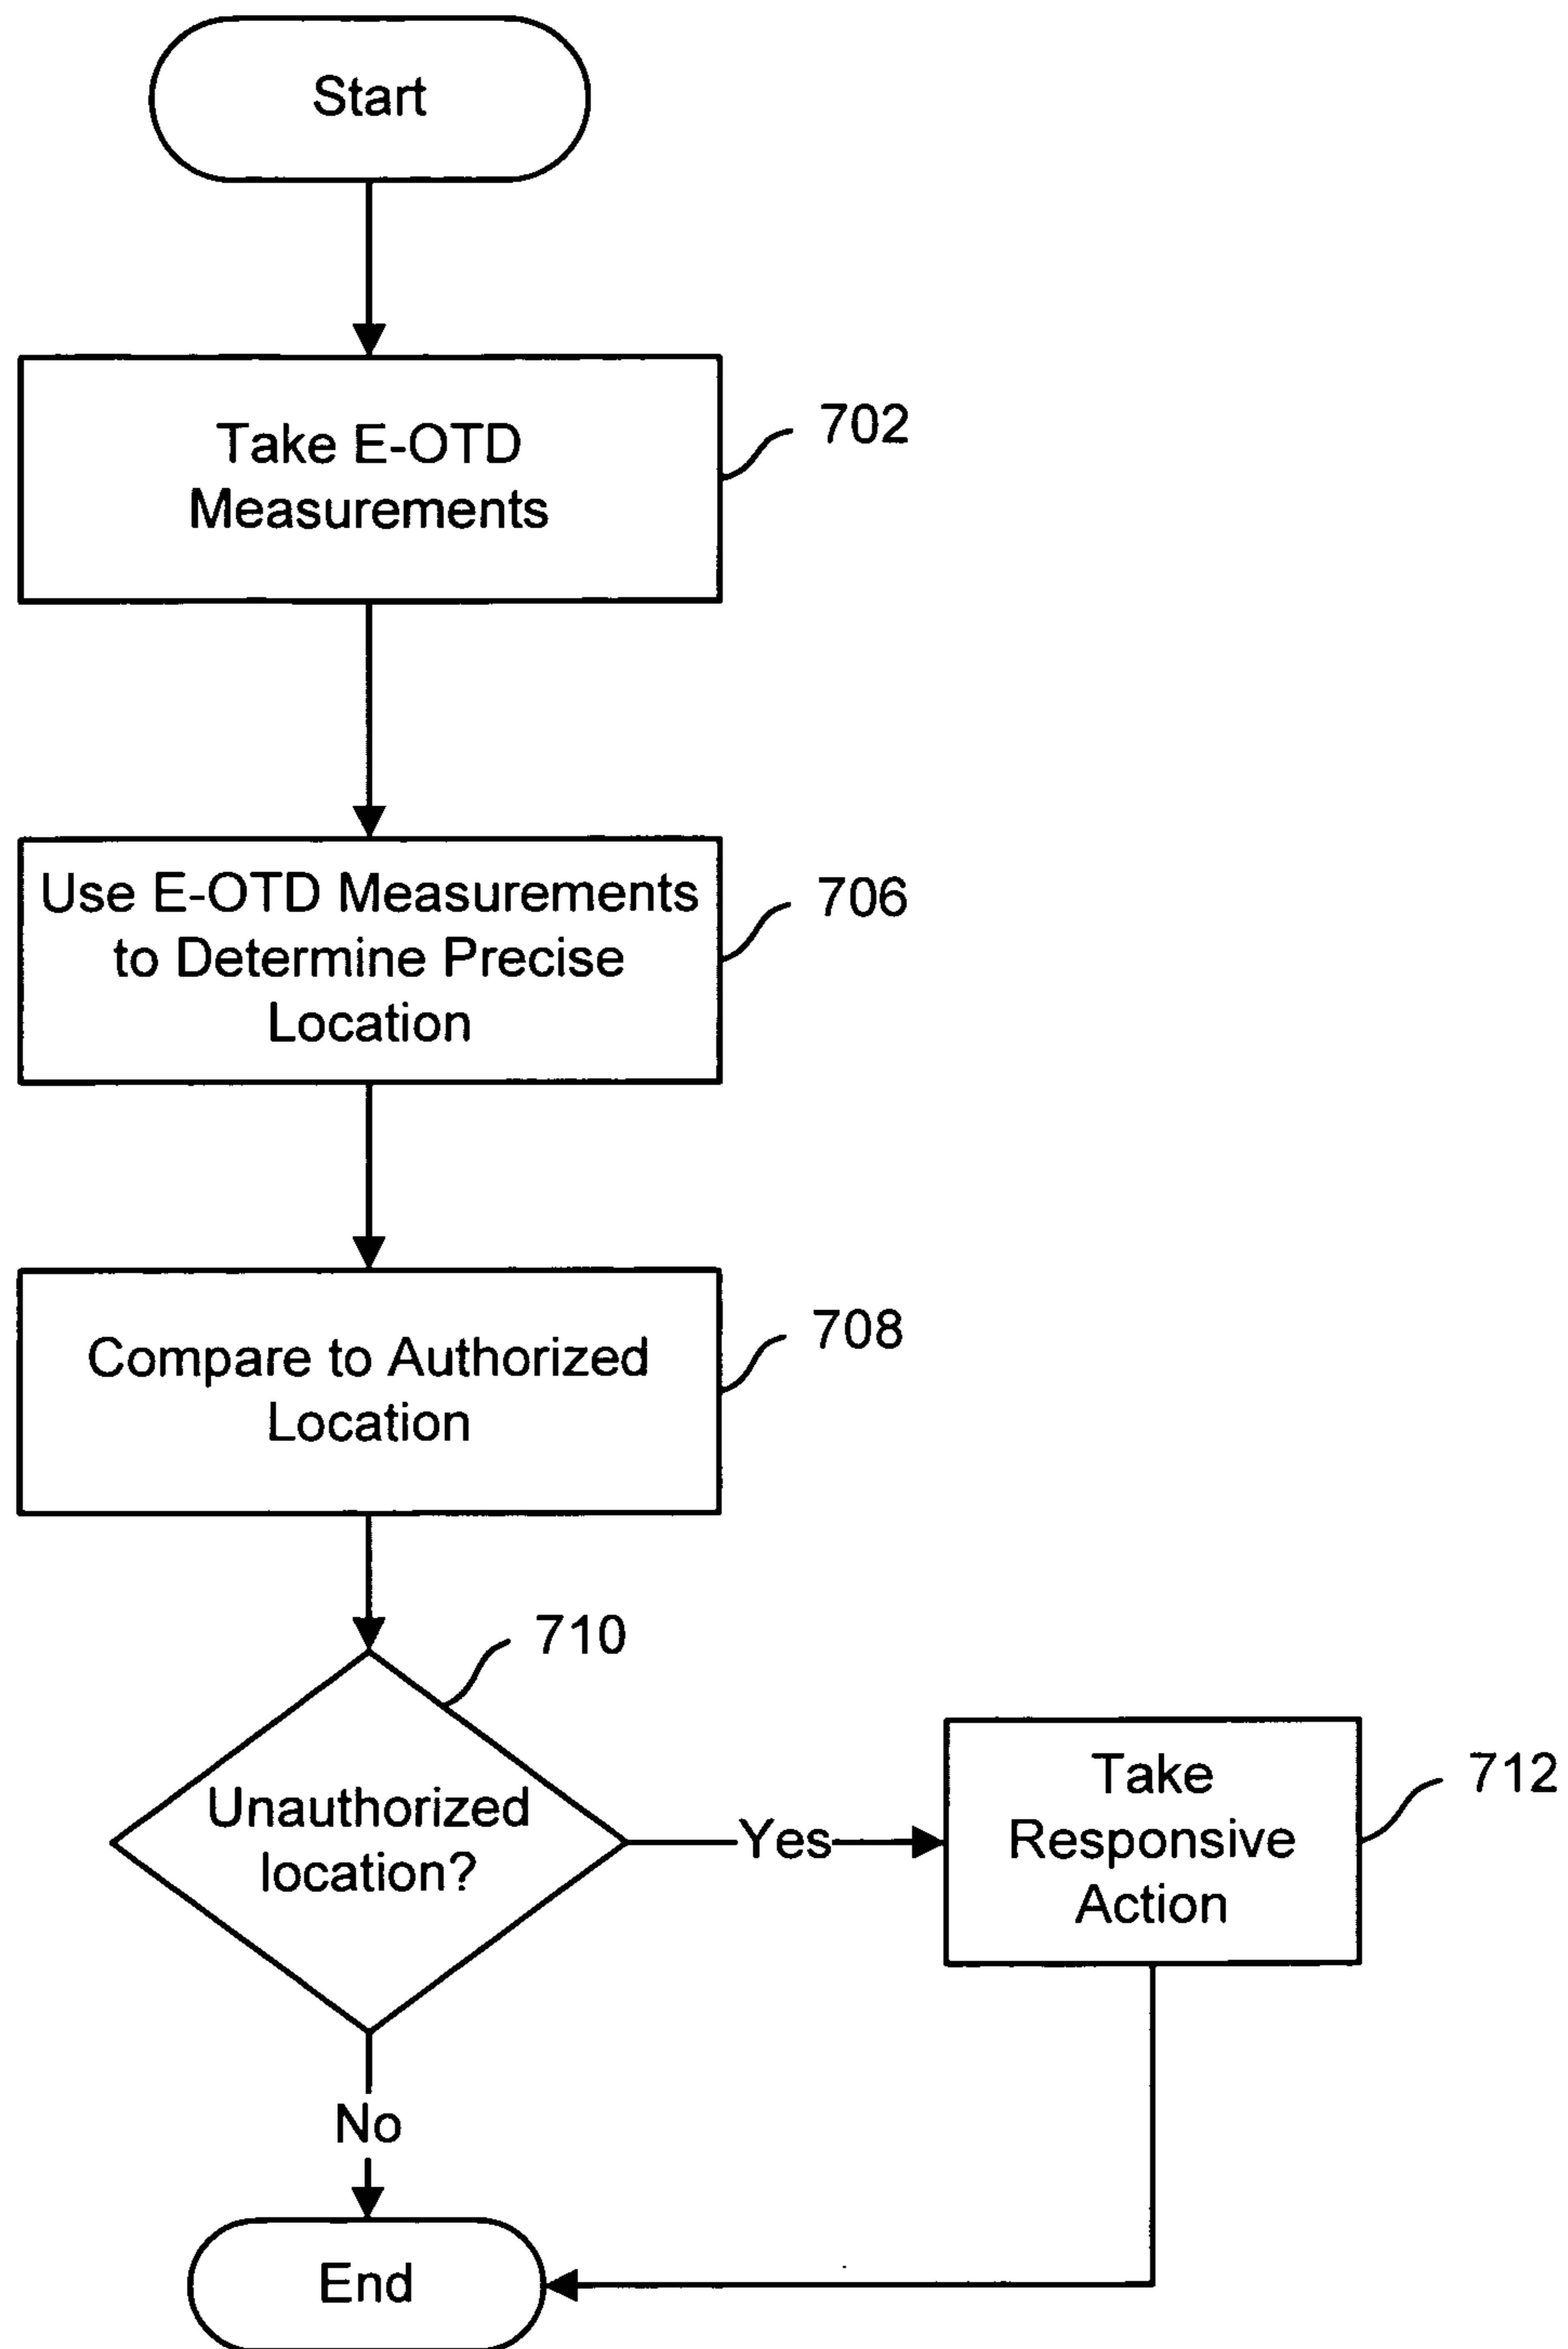 Start
Take E-OTD
Measurements
702
Use E-OTD Measurements
to Determine Precise
Location
706
Compare to Authorized
Location
708
710
Unauthorized
location?
Yes
Take
Responsive
Action
712
No
End